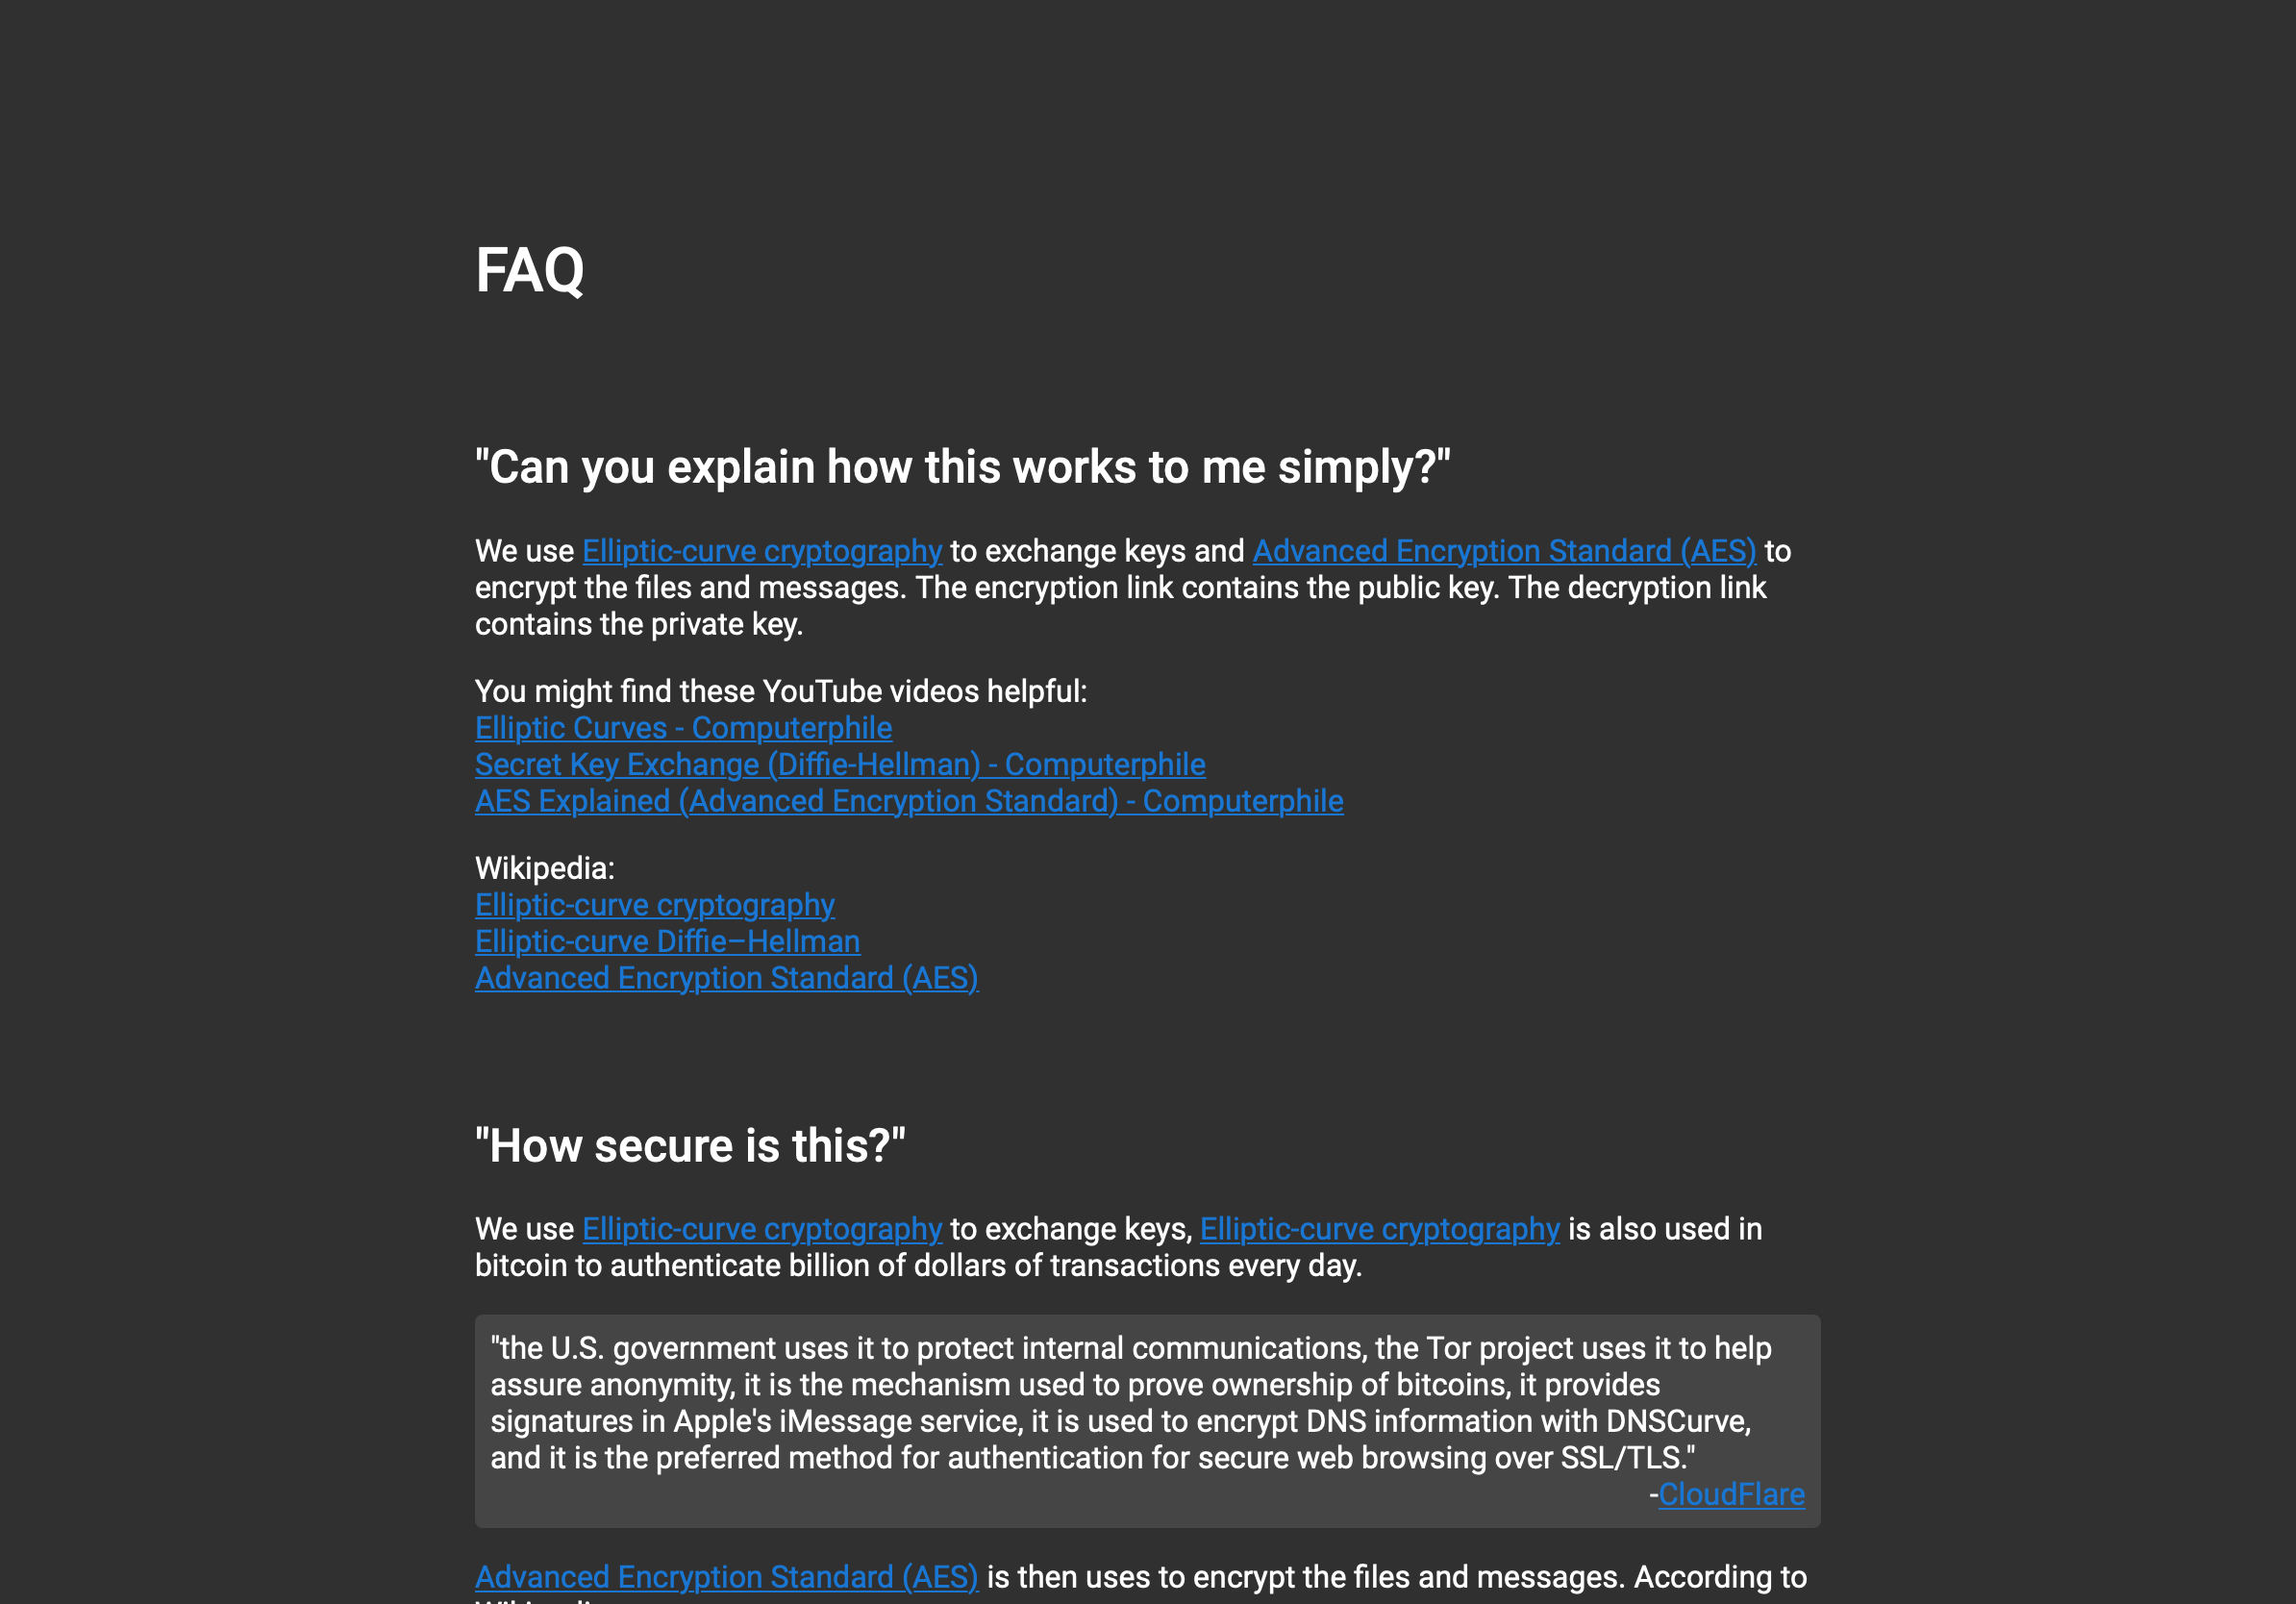 FAQ
"Can you explain how this works to me simply?"
We use Elliptic-curve cryptography to exchange keys and Advanced Encryption Standard (AES) to
encrypt the files and messages. The encryption link contains the public key. The decryption link
contains the private key.
You might find these YouTube videos helpful:
Elliptic Curves - Computerphile
Secret Key Exchange (Diffie-Hellman) - Computerphile
AES Explained (Advanced Encryption Standard) - Computerphile
Wikipedia:
Elliptic-curve cryptography
Elliptic-curve Diffie–Hellman
Advanced Encryption Standard (AES)
"How secure is this?"
We use Elliptic-curve cryptography to exchange keys, Elliptic-curve cryptography is also used in
bitcoin to authenticate billion of dollars of transactions every day.
"the U.S. government uses it to protect internal communications, the Tor project uses it to help
assure anonymity, it is the mechanism used to prove ownership of bitcoins, it provides
signatures in Apple's iMessage service, it is used to encrypt DNS information with DNSCurve,
and it is the preferred method for authentication for secure web browsing over SSL/TLS."
-CloudFlare
Advanced Encryption Standard (AES) is then uses to encrypt the files and messages. According to